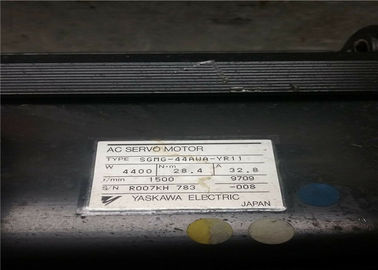 AC SERVO MOTOR
TYPE SGMG-44AWA-YR11
W N·m A
4400 28.4 32.8
r/min 1500 9709
S/N R007KH 783 -008
YASKAWA ELECTRIC
JAPAN